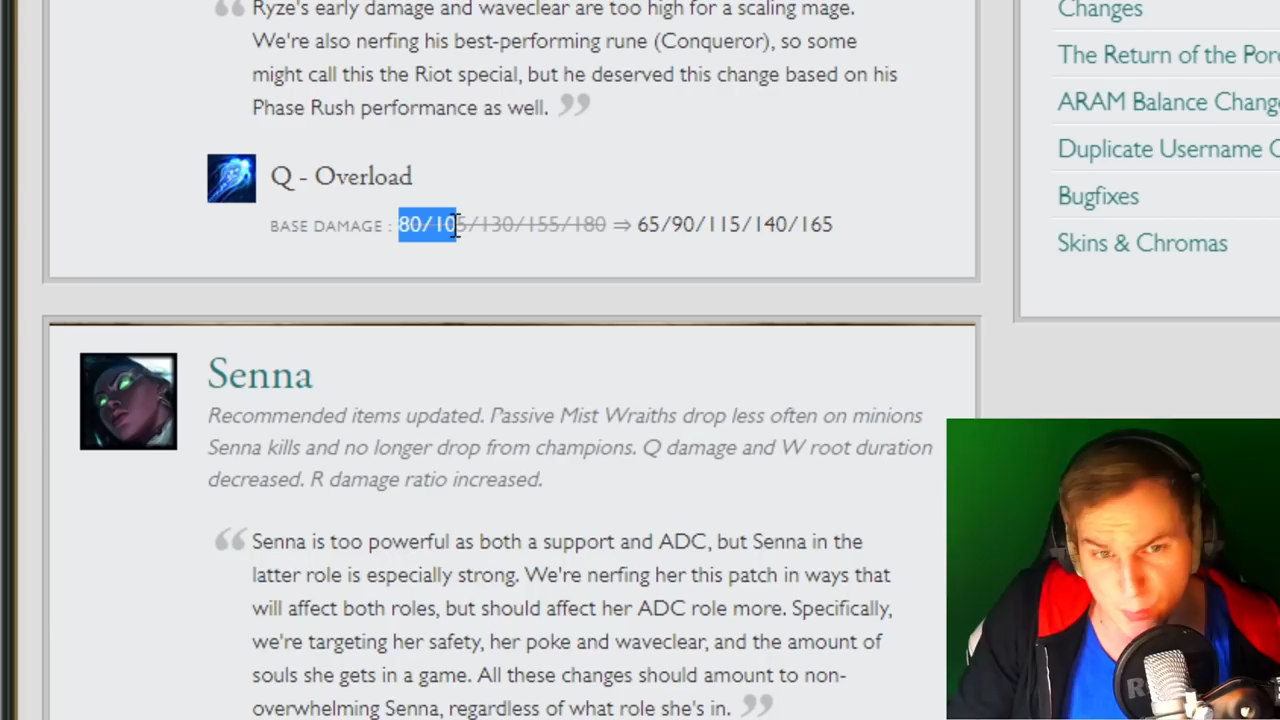 Ryze's early damage and waveclear are too high for a scaling mage.
We're also nerfing his best-performing rune (Conqueror), so some
might call this the Riot special, but he deserved this change based on his
Phase Rush performance as well.
Q - Overload
BASE DAMAGE : 80/105/130/155/180 ⇒ 65/90/115/140/165
Senna
Recommended items updated. Passive Mist Wraiths drop less often on minions
Senna kills and no longer drop from champions. Q damage and W root duration
decreased. R damage ratio increased.
Senna is too powerful as both a support and ADC, but Senna in the
latter role is especially strong. We're nerfing her this patch in ways that
will affect both roles, but should affect her ADC role more. Specifically,
we're targeting her safety, her poke and waveclear, and the amount of
souls she gets in a game. All these changes should amount to non-
overwhelming Senna, regardless of what role she's in.
Changes
The Return of the Poro
ARAM Balance Chang
Duplicate Username
Bugfixes
Skins & Chromas